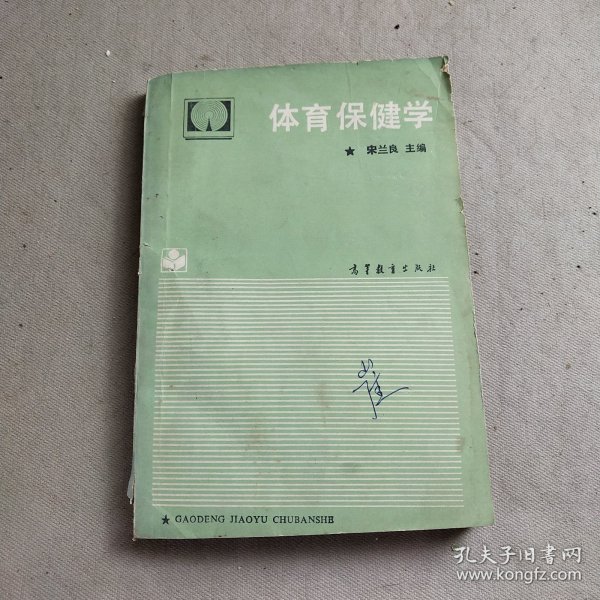 体育保健学
★ 宋兰良 主编
高等教育出版社
崔
★ GAODENG JIAOYU CHUBANSHE
孔夫子旧书网
www.kongfz.com